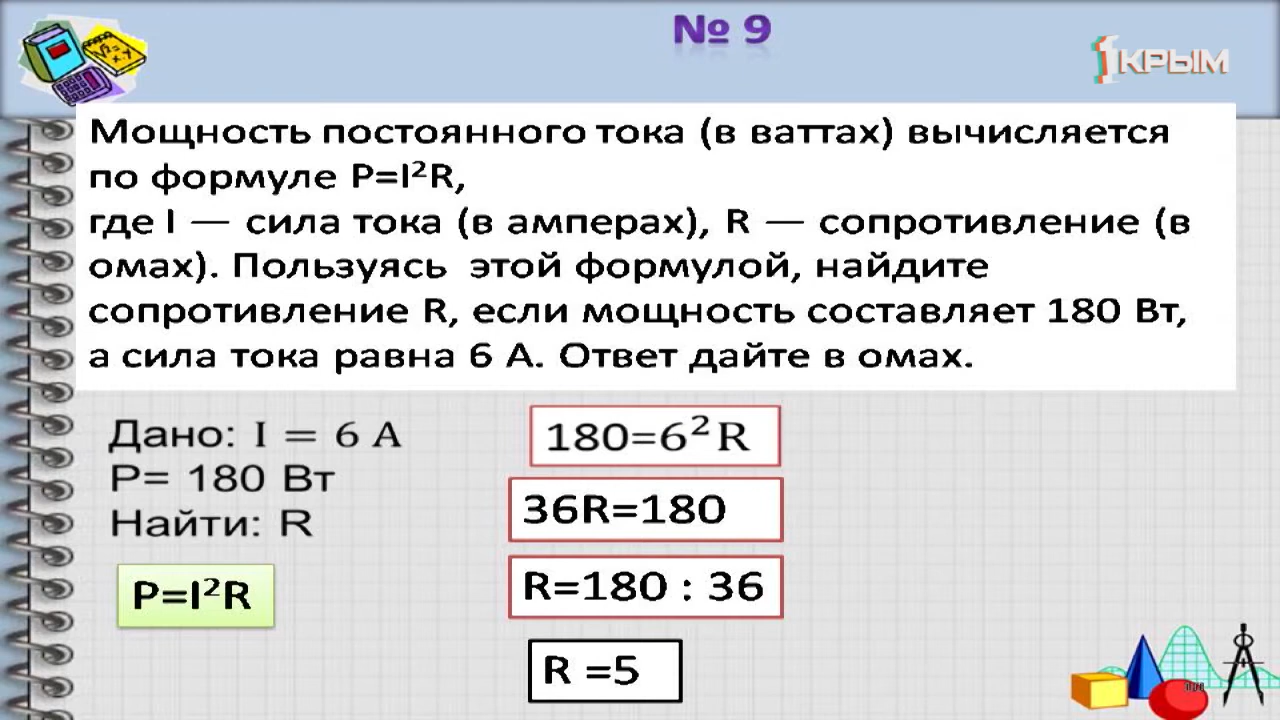 № 9
1КРЫМ
Мощность постоянного тока (в ваттах) вычисляется
по формуле P=I²R,
где I — сила тока (в амперах), R — сопротивление (в
омах). Пользуясь этой формулой, найдите
сопротивление R, если мощность составляет 180 Вт,
а сила тока равна 6 А. Ответ дайте в омах.
Дано: I = 6 A
P= 180 Вт
Найти: R
P=I²R
180=6²R
36R=180
R=180 : 36
R =5